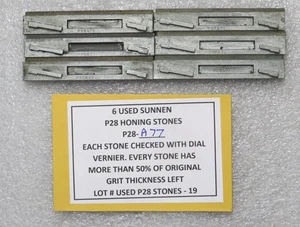 6 USED SUNNEN
P28 HONING STONES
P28-A77
EACH STONE CHECKED WITH DIAL
VERNIER. EVERY STONE HAS
MORE THAN 50% OF ORIGINAL
GRIT THICKNESS LEFT
LOT # USED P28 STONES - 19